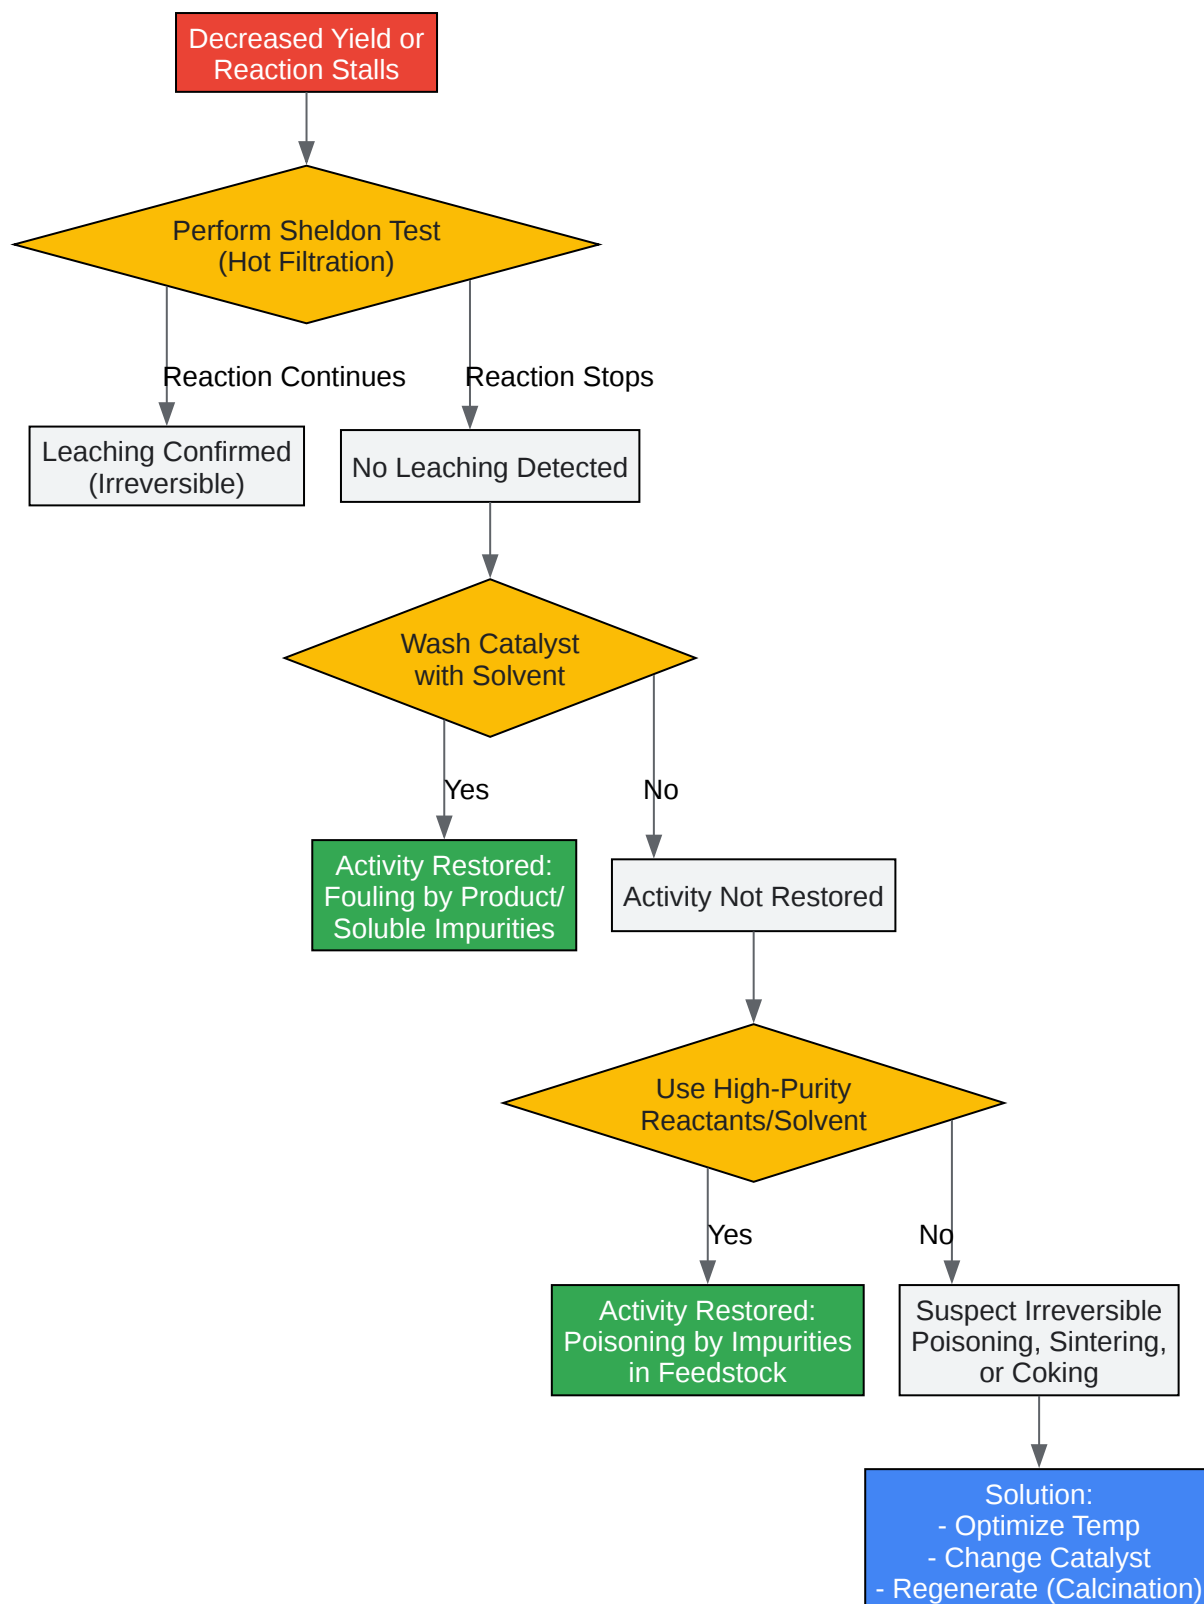 Decreased Yield or
Reaction Stalls
Perform Sheldon Test
(Hot Filtration)
Reaction Continues
Reaction Stops
Leaching Confirmed
(Irreversible)
No Leaching Detected
Wash Catalyst
with Solvent
Yes
No
Activity Restored:
Fouling by Product/
Soluble Impurities
Activity Not Restored
Use High-Purity
Reactants/Solvent
Yes
No
Activity Restored:
Poisoning by Impurities
in Feedstock
Suspect Irreversible
Poisoning, Sintering,
or Coking
Solution:
- Optimize Temp
- Change Catalyst
- Regenerate (Calcination)